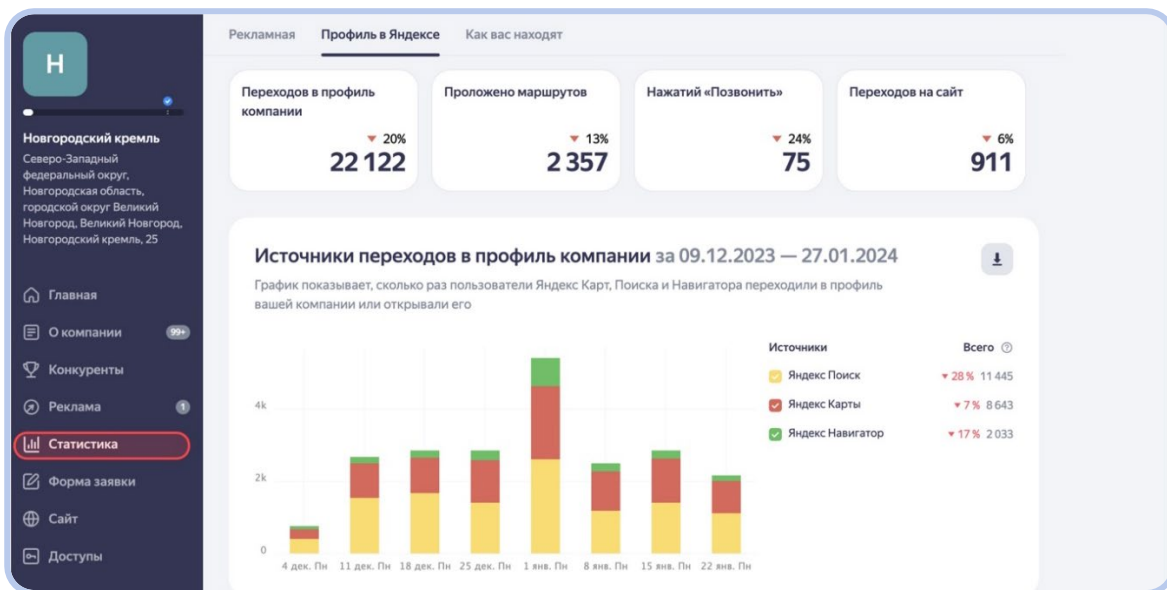 Рекламная Профиль в Яндексе Как вас находят
Н
Новгородский кремль
Северо-Западный
федеральный округ,
Новгородская область,
городской округ Великий
Новгород, Великий Новгород,
Новгородский кремль, 25
Главная
О компании 99+
Конкуренты
Реклама 1
Статистика
Форма заявки
Сайт
Доступы
Переходов в профиль
компании
▼ 20%
22 122
Проложено маршрутов
▼ 13%
2 357
Нажатий «Позвонить»
▼ 24%
75
Переходов на сайт
▼ 6%
911
Источники переходов в профиль компании за 09.12.2023 — 27.01.2024
График показывает, сколько раз пользователи Яндекс Карт, Поиска и Навигатора переходили в профиль
вашей компании или открывали его
4k
2k
0
4 дек. Пн 11 дек. Пн 18 дек. Пн 25 дек. Пн 1 янв. Пн 8 янв. Пн 15 янв. Пн 22 янв. Пн
Источники Всего ?
Яндекс Поиск ▼ 28 % 11 445
Яндекс Карты ▼ 7 % 8 643
Яндекс Навигатор ▼ 17 % 2 033